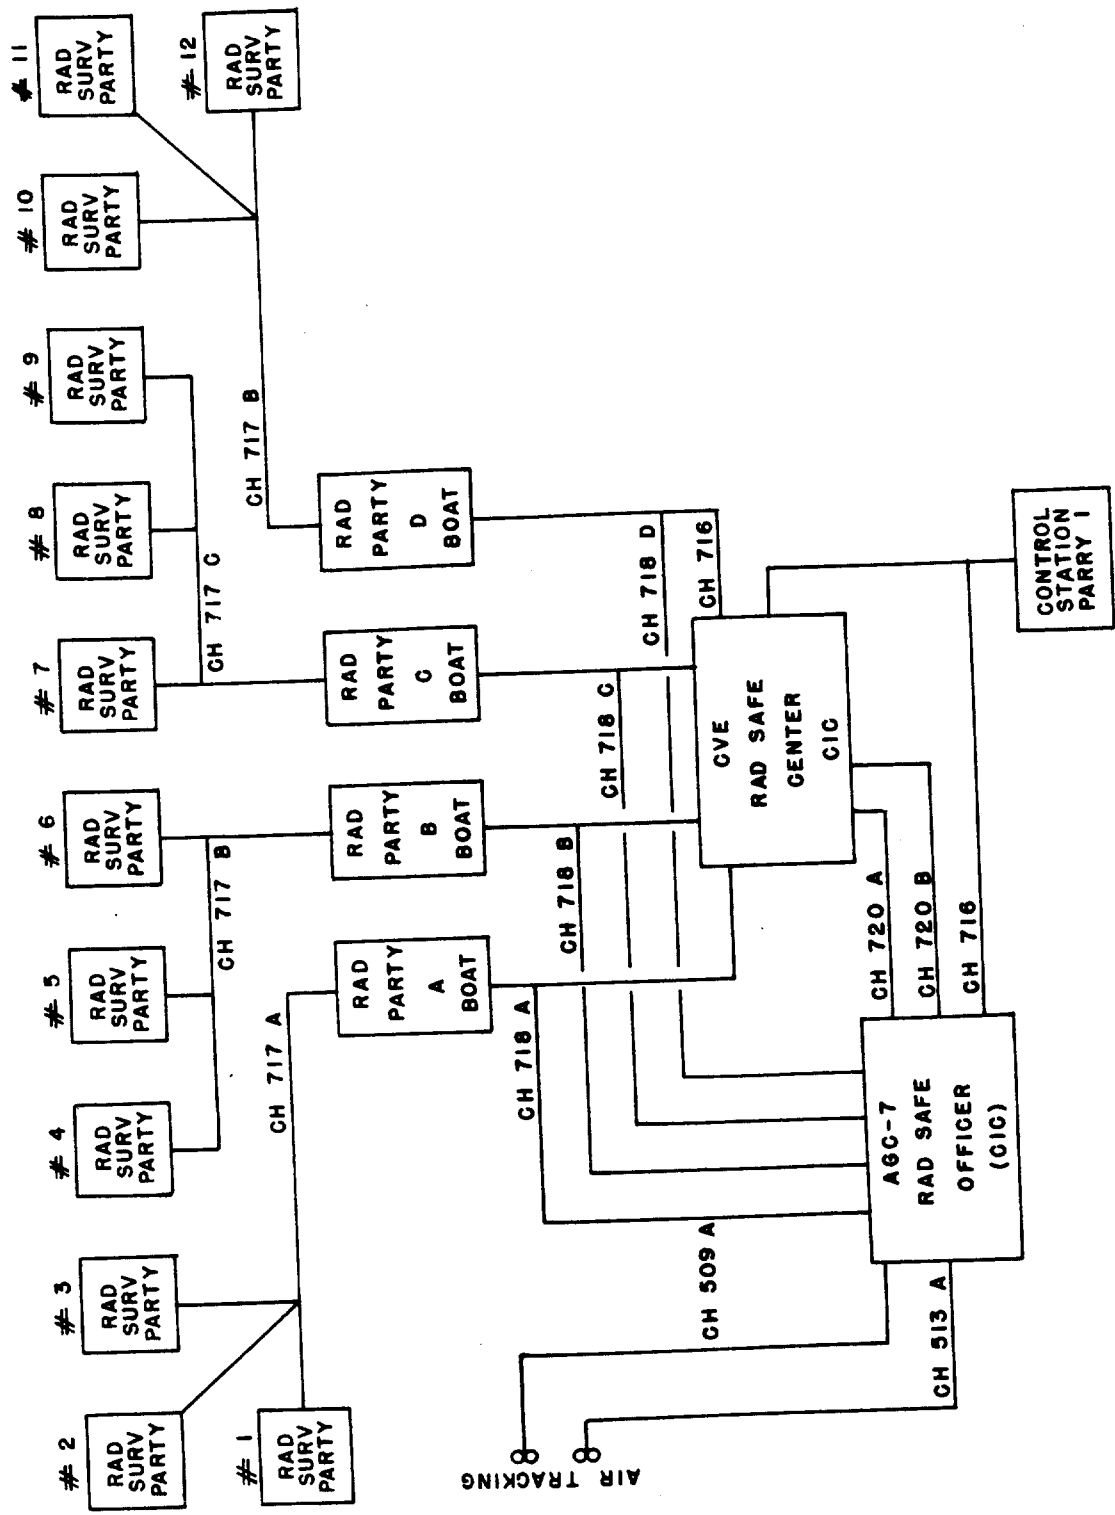 # 2
RAD
SURV
PARTY
# 1
RAD
SURV
PARTY
# 3
RAD
SURV
PARTY
# 4
RAD
SURV
PARTY
# 5
RAD
SURV
PARTY
# 6
RAD
SURV
PARTY
# 7
RAD
SURV
PARTY
# 8
RAD
SURV
PARTY
# 9
RAD
SURV
PARTY
# 10
RAD
SURV
PARTY
# 11
RAD
SURV
PARTY
# 12
RAD
SURV
PARTY
CH 717 A
CH 717 B
CH 717 C
CH 717 B
RAD
PARTY
A
BOAT
RAD
PARTY
B
BOAT
RAD
PARTY
C
BOAT
RAD
PARTY
D
BOAT
CH 718 A
CH 718 B
CH 718 C
CH 718 D
CH 716
AIR TRACKING
CH 509 A
CH 513 A
AGC-7
RAD SAFE
OFFICER
(CIC)
CH 720 A
CH 720 B
CH 716
CVE
RAD SAFE
CENTER
CIC
CONTROL
STATION
PARRY I